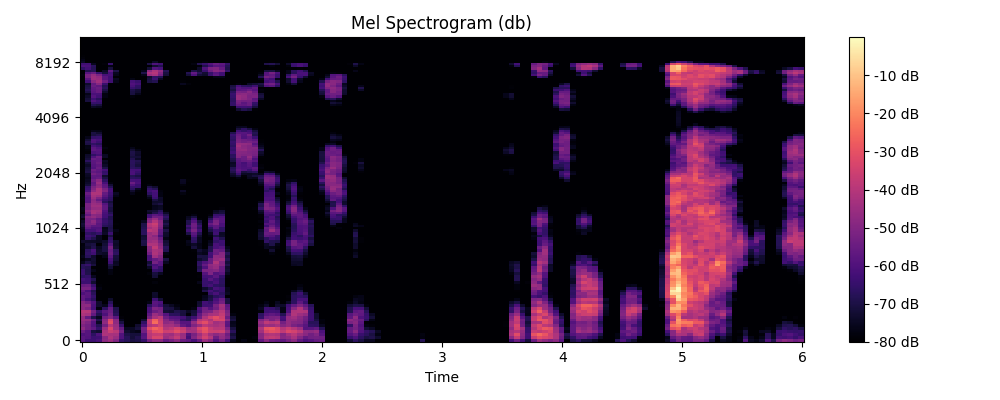 Mel Spectrogram (db)
8192
4096
2048
1024
512
0
Hz
0 1 2 3 4 5 6
Time
-10 dB
-20 dB
-30 dB
-40 dB
-50 dB
-60 dB
-70 dB
-80 dB